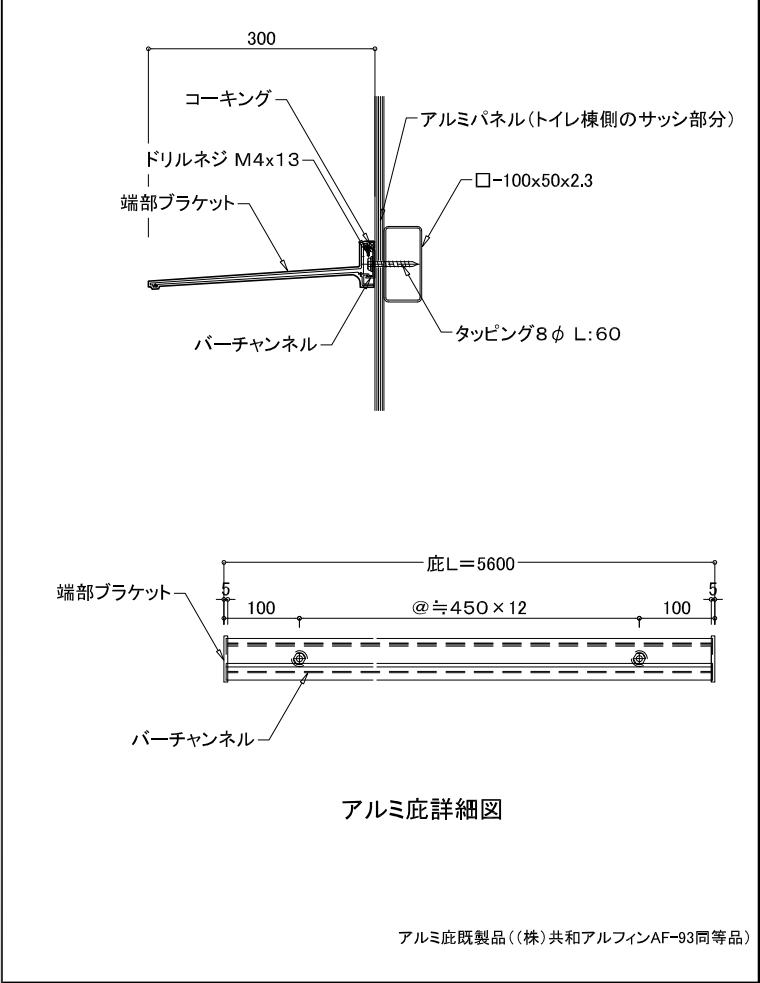 300
コーキング
アルミパネル(トイレ棟側のサッシ部分)
ドリルネジ M4x13
□-100x50x2.3
端部ブラケット
タッピング8φ L:60
バーチャンネル
庇L=5600
端部ブラケット
5
5
100
@≒450×12
100
バーチャンネル
アルミ庇詳細図
アルミ庇既製品((株)共和アルフィンAF-93同等品)